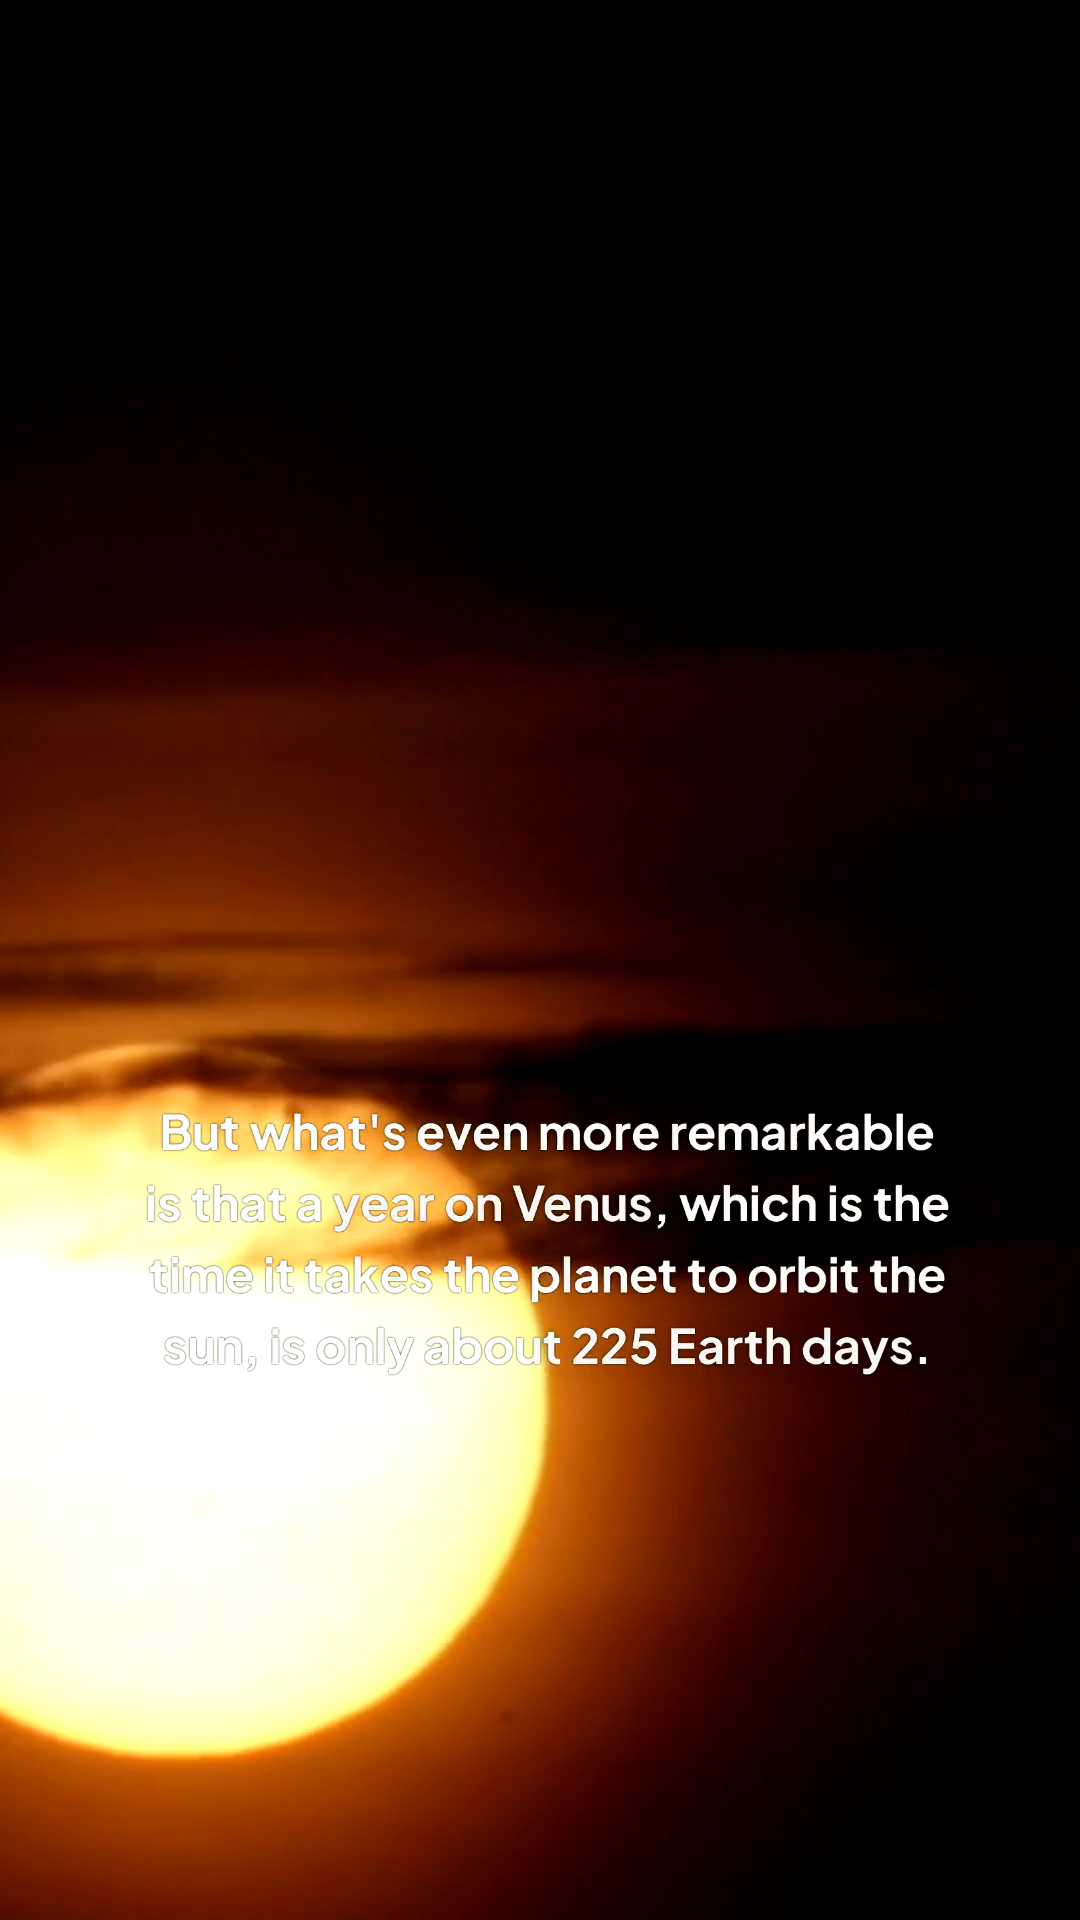 But what's even more remarkable
is that a year on Venus, which is the
time it takes the planet to orbit the
sun, is only about 225 Earth days.